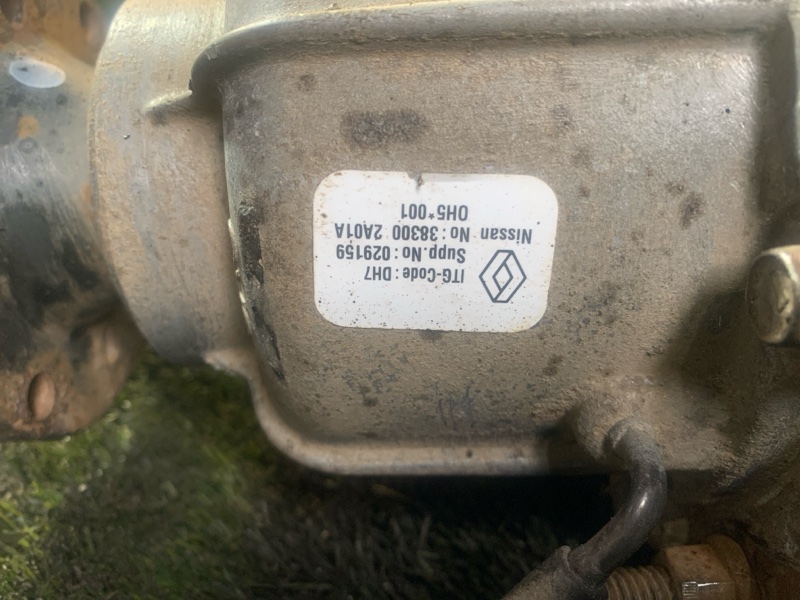 ITG-Code : DH7
Supp.No : 029159
Nissan No : 38300 2A01A
0H5*001